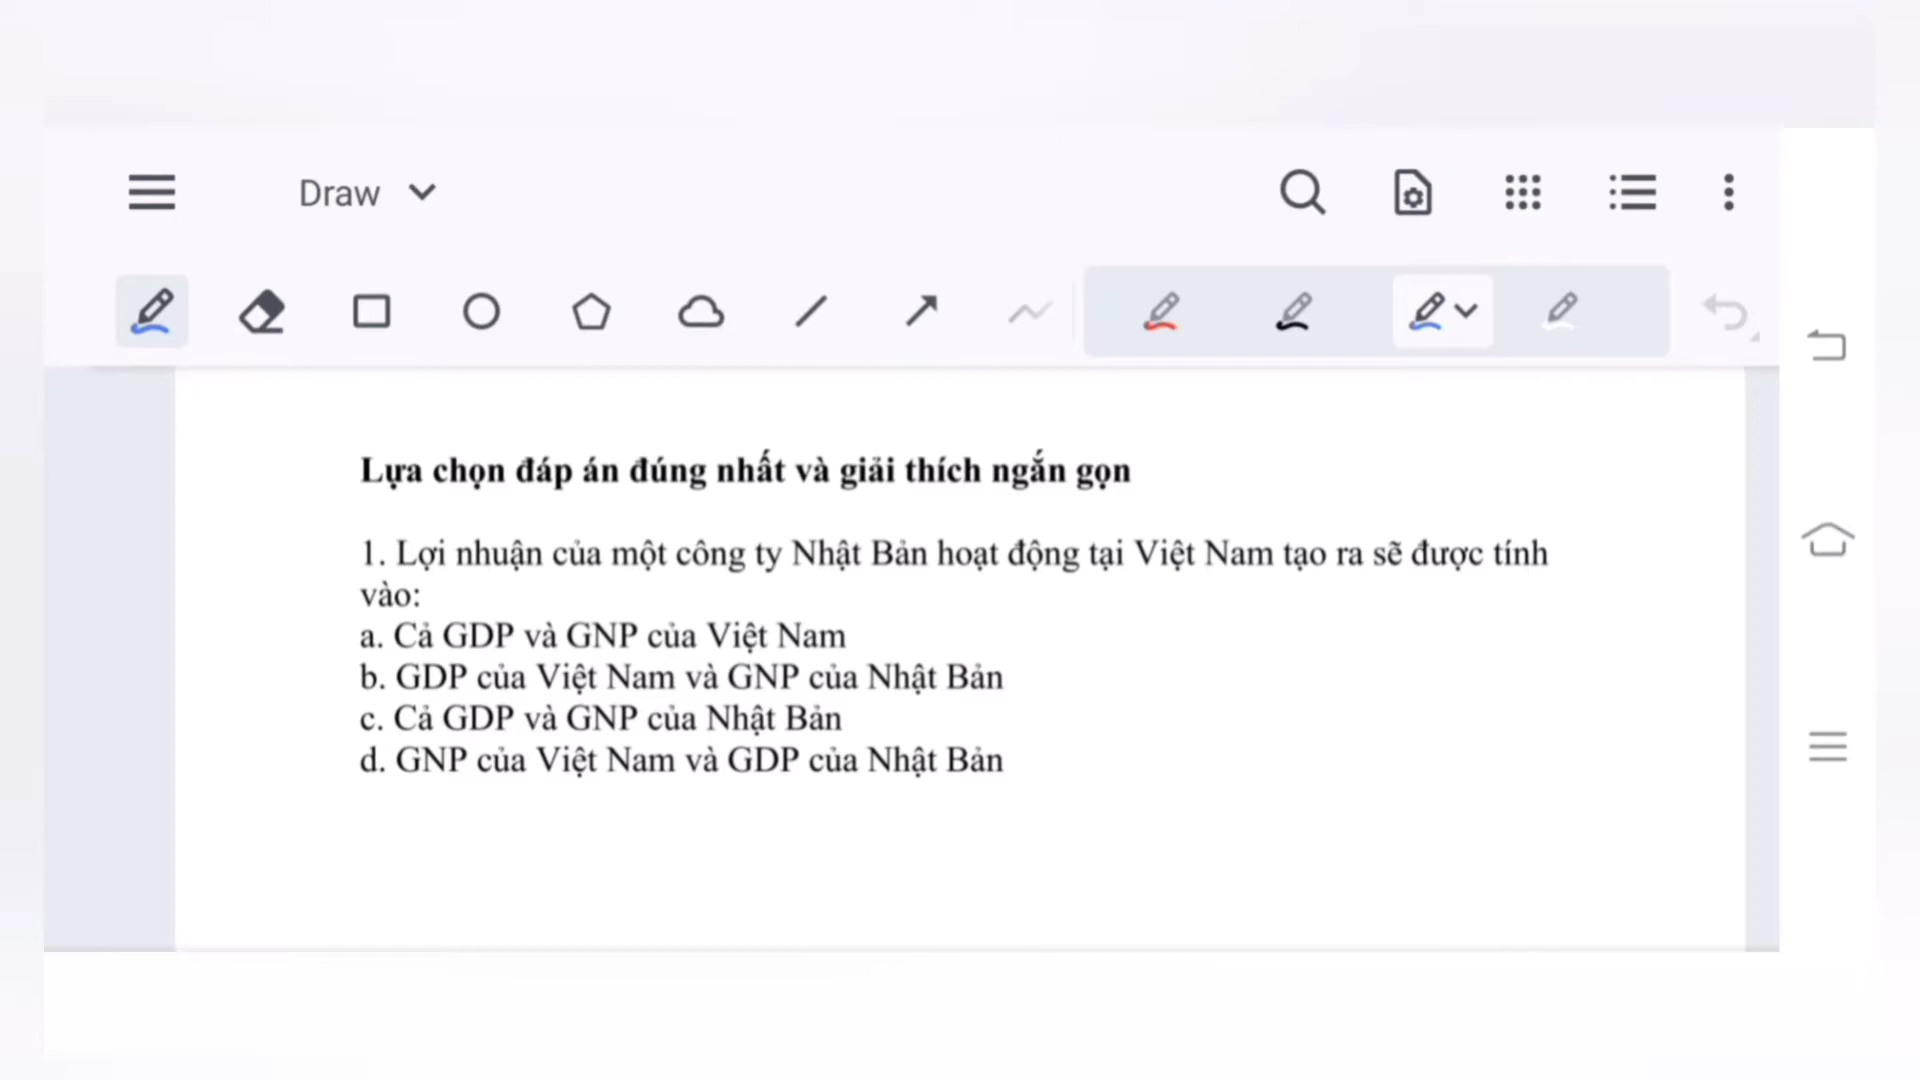 Draw
Lựa chọn đáp án đúng nhất và giải thích ngắn gọn
1. Lợi nhuận của một công ty Nhật Bản hoạt động tại Việt Nam tạo ra sẽ được tính
vào:
a. Cả GDP và GNP của Việt Nam
b. GDP của Việt Nam và GNP của Nhật Bản
c. Cả GDP và GNP của Nhật Bản
d. GNP của Việt Nam và GDP của Nhật Bản